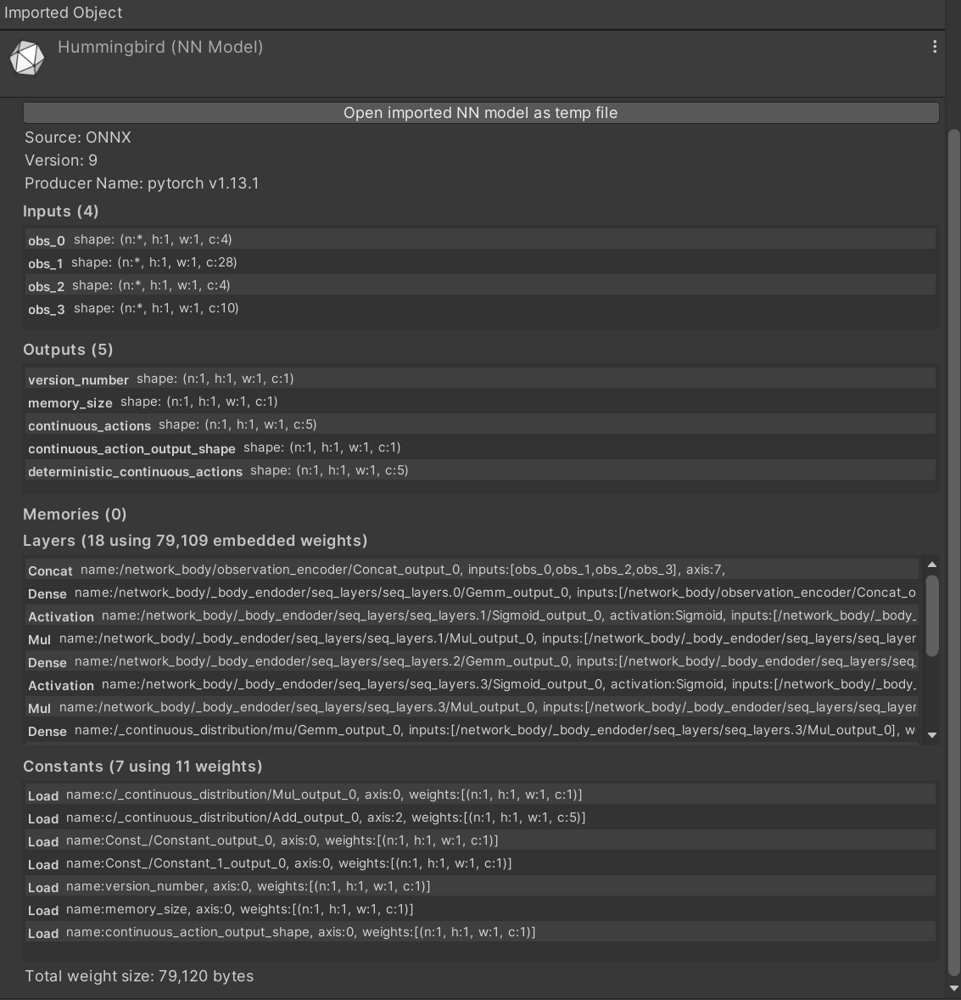 Imported Object
Hummingbird (NN Model)
Open imported NN model as temp file
Source: ONNX
Version: 9
Producer Name: pytorch v1.13.1
Inputs (4)
obs_0 shape: (n:*, h:1, w:1, c:4)
obs_1 shape: (n:*, h:1, w:1, c:28)
obs_2 shape: (n:*, h:1, w:1, c:4)
obs_3 shape: (n:*, h:1, w:1, c:10)
Outputs (5)
version_number shape: (n:1, h:1, w:1, c:1)
memory_size shape: (n:1, h:1, w:1, c:1)
continuous_actions shape: (n:1, h:1, w:1, c:5)
continuous_action_output_shape shape: (n:1, h:1, w:1, c:1)
deterministic_continuous_actions shape: (n:1, h:1, w:1, c:5)
Memories (0)
Layers (18 using 79,109 embedded weights)
Concat name:/network_body/observation_encoder/Concat_output_0, inputs:[obs_0,obs_1,obs_2,obs_3], axis:7,
Dense name:/network_body/_body_endoder/seq_layers/seq_layers.0/Gemm_output_0, inputs:[/network_body/observation_encoder/Concat_o
Activation name:/network_body/_body_endoder/seq_layers/seq_layers.1/Sigmoid_output_0, activation:Sigmoid, inputs:[/network_body/_body_
Mul name:/network_body/_body_endoder/seq_layers/seq_layers.1/Mul_output_0, inputs:[/network_body/_body_endoder/seq_layers/seq_layer
Dense name:/network_body/_body_endoder/seq_layers/seq_layers.2/Gemm_output_0, inputs:[/network_body/_body_endoder/seq_layers/seq_
Activation name:/network_body/_body_endoder/seq_layers/seq_layers.3/Sigmoid_output_0, activation:Sigmoid, inputs:[/network_body/_body_
Mul name:/network_body/_body_endoder/seq_layers/seq_layers.3/Mul_output_0, inputs:[/network_body/_body_endoder/seq_layers/seq_layer
Dense name:/_continuous_distribution/mu/Gemm_output_0, inputs:[/network_body/_body_endoder/seq_layers/seq_layers.3/Mul_output_0], w
Constants (7 using 11 weights)
Load name:c/_continuous_distribution/Mul_output_0, axis:0, weights:[(n:1, h:1, w:1, c:1)]
Load name:c/_continuous_distribution/Add_output_0, axis:2, weights:[(n:1, h:1, w:1, c:5)]
Load name:Const_/Constant_output_0, axis:0, weights:[(n:1, h:1, w:1, c:1)]
Load name:Const_/Constant_1_output_0, axis:0, weights:[(n:1, h:1, w:1, c:1)]
Load name:version_number, axis:0, weights:[(n:1, h:1, w:1, c:1)]
Load name:memory_size, axis:0, weights:[(n:1, h:1, w:1, c:1)]
Load name:continuous_action_output_shape, axis:0, weights:[(n:1, h:1, w:1, c:1)]
Total weight size: 79,120 bytes